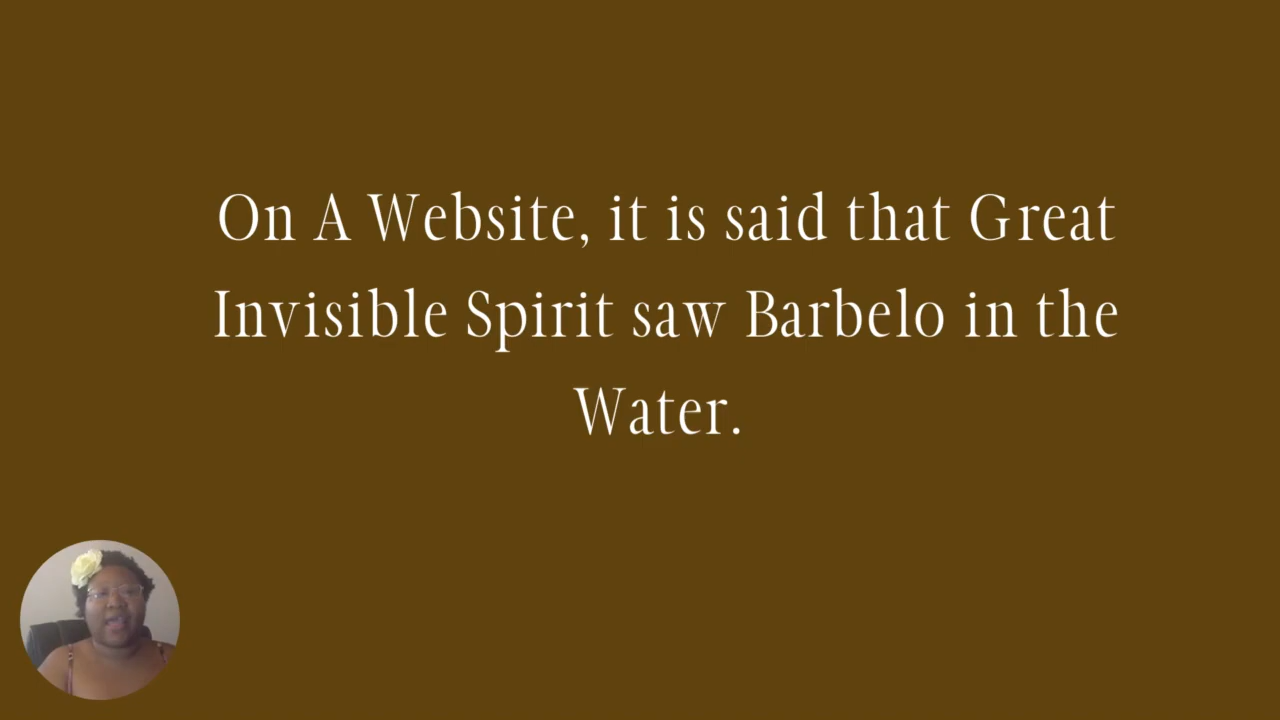 On A Website, it is said that Great
Invisible Spirit saw Barbelo in the
Water.